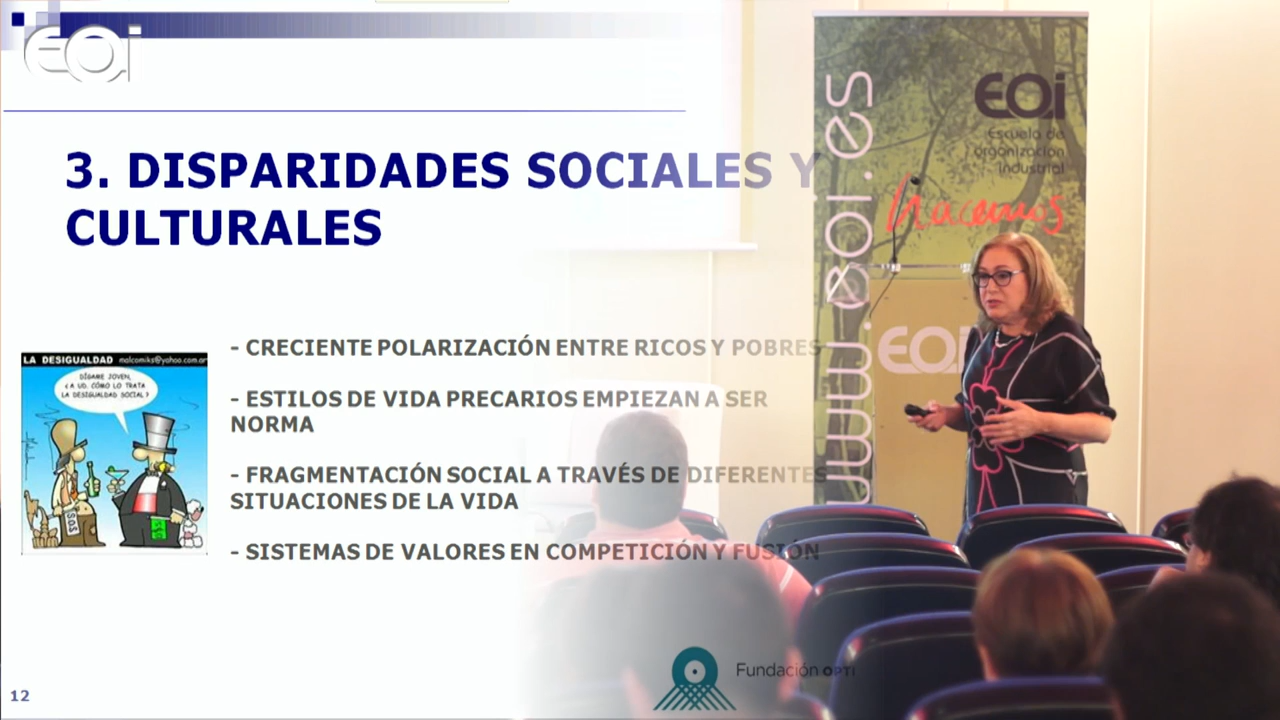 EOi
3. DISPARIDADES SOCIALES Y
CULTURALES
LA DESIGUALDAD malcomiks@yahoo.com.ar
DÍGAME JOVEN,
¿A UD. CÓMO LO TRATA
LA DESIGUALDAD SOCIAL?
SOS
- CRECIENTE POLARIZACIÓN ENTRE RICOS Y POBRES
- ESTILOS DE VIDA PRECARIOS EMPIEZAN A SER
NORMA
- FRAGMENTACIÓN SOCIAL A TRAVÉS DE DIFERENTES
SITUACIONES DE LA VIDA
- SISTEMAS DE VALORES EN COMPETICIÓN Y FUSIÓN
12
Fundación OPTI
www.eoi.es
EOi
Escuela de
organización
industrial
hacemos
EOi